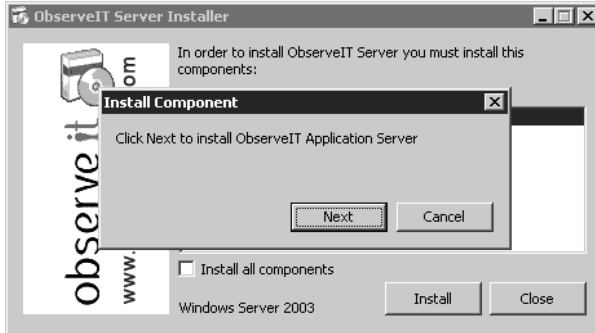 ObserveIT Server Installer
In order to install ObserveIT Server you must install this
components:
Install Component
Click Next to install ObserveIT Application Server
Next
Cancel
Install all components
Windows Server 2003
Install
Close
observe it
www.
om